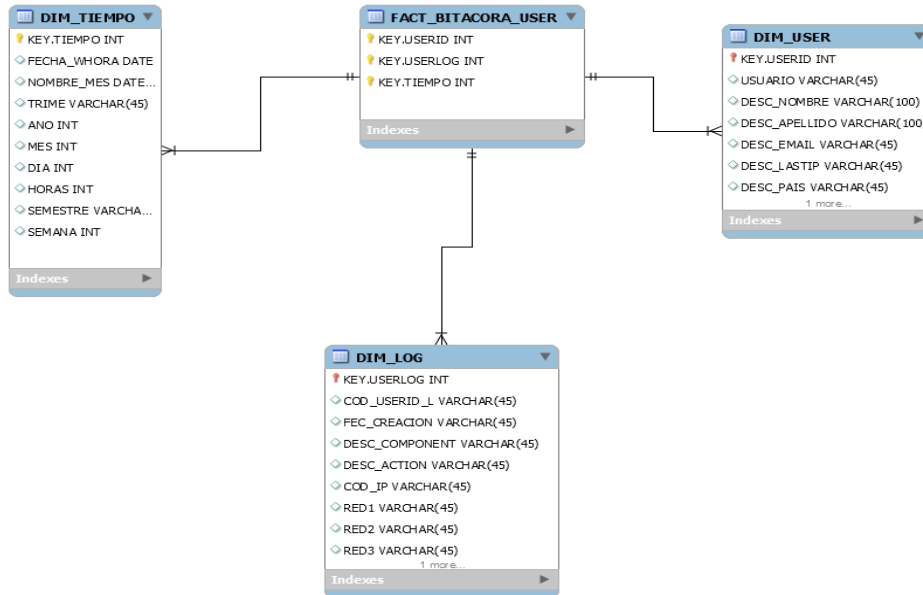 DIM_TIEMPO
KEY.TIEMPO INT
FECHA_WHORA DATE
NOMBRE_MES DATE...
TRIME VARCHAR(45)
ANO INT
MES INT
DIA INT
HORAS INT
SEMESTRE VARCHA...
SEMANA INT
Indexes
FACT_BITACORA_USER
KEY.USERID INT
KEY.USERLOG INT
KEY.TIEMPO INT
Indexes
DIM_USER
KEY.USERID INT
USUARIO VARCHAR(45)
DESC_NOMBRE VARCHAR(100)
DESC_APELLIDO VARCHAR(100
DESC_EMAIL VARCHAR(45)
DESC_LASTIP VARCHAR(45)
DESC_PAIS VARCHAR(45)
1 more...
Indexes
DIM_LOG
KEY.USERLOG INT
COD_USERID_L VARCHAR(45)
FEC_CREACION VARCHAR(45)
DESC_COMPONENT VARCHAR(45)
DESC_ACTION VARCHAR(45)
COD_IP VARCHAR(45)
RED1 VARCHAR(45)
RED2 VARCHAR(45)
RED3 VARCHAR(45)
1 more...
Indexes